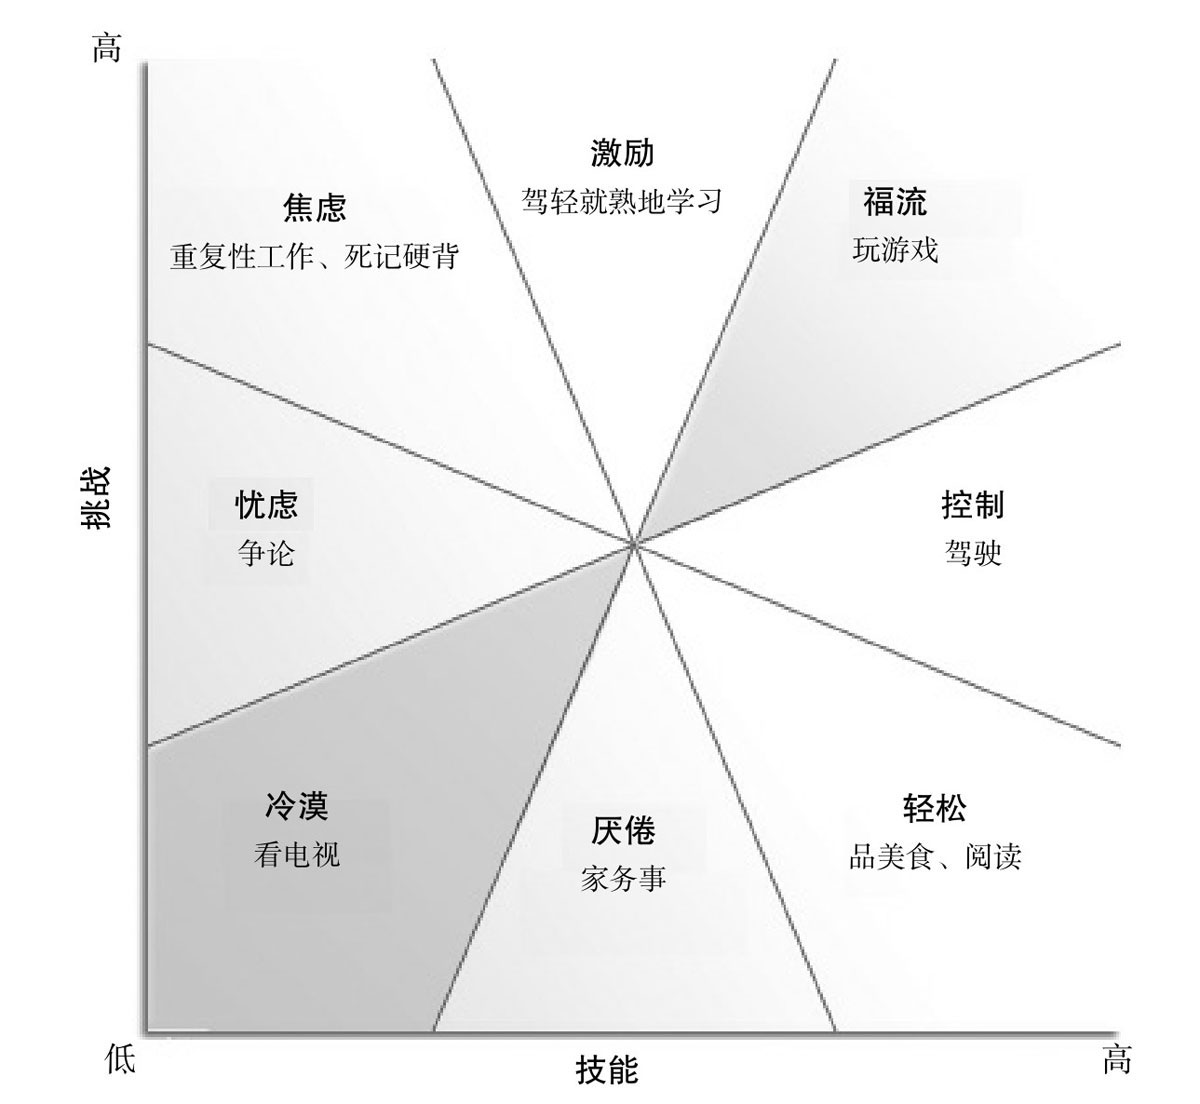 高
激励
驾轻就熟地学习
焦虑
重复性工作、死记硬背
福流
玩游戏
挑战
忧虑
争论
控制
驾驶
冷漠
看电视
厌倦
家务事
轻松
品美食、阅读
低
技能
高